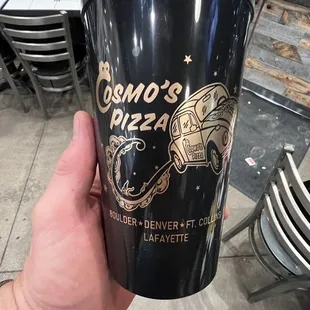 COSMO'S
PIZZA
BOULDER★DENVER★FT. COLLINS
LAFAYETTE